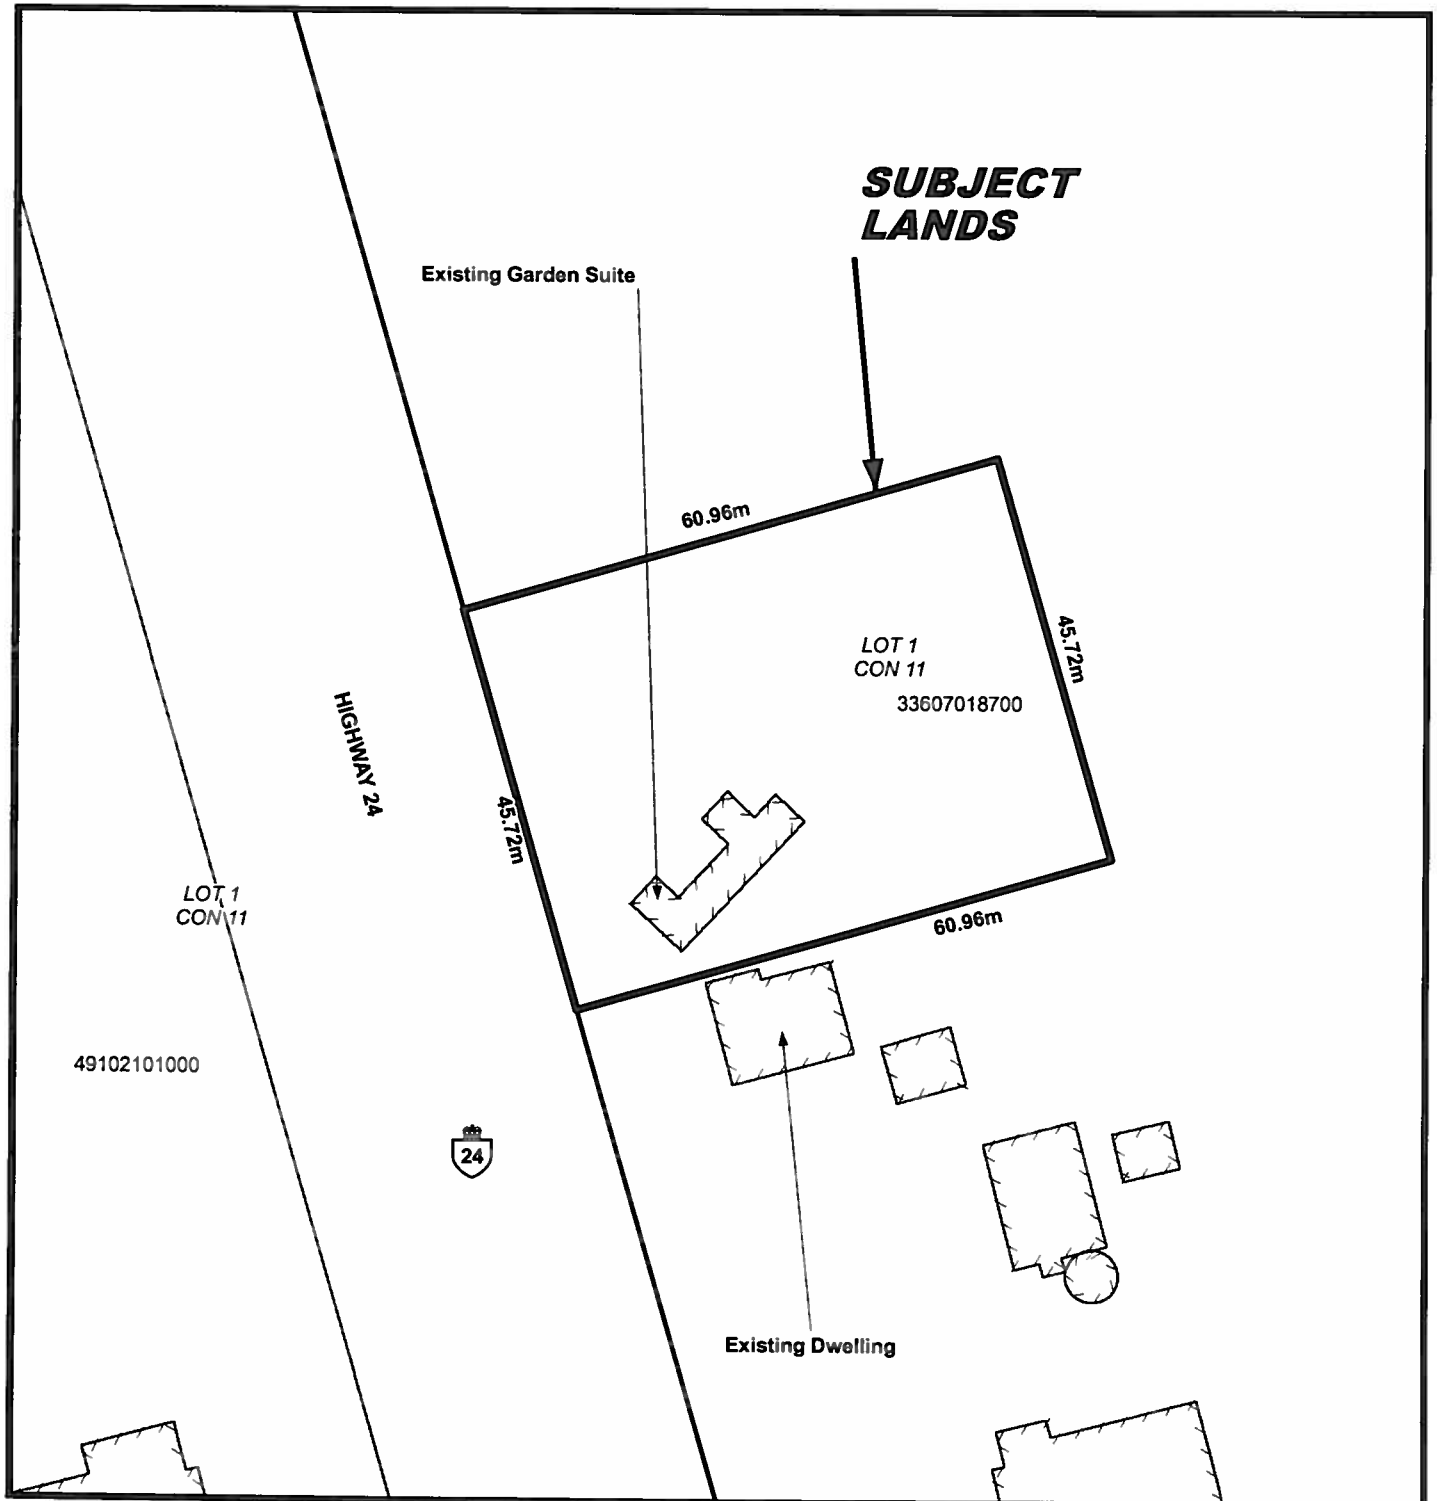 SUBJECT
LANDS
Existing Garden Suite
60.96m
LOT 1
CON 11
45.72m
33607018700
HIGHWAY 24
45.72m
LOT 1
CON 11
60.96m
49102101000
24
Existing Dwelling